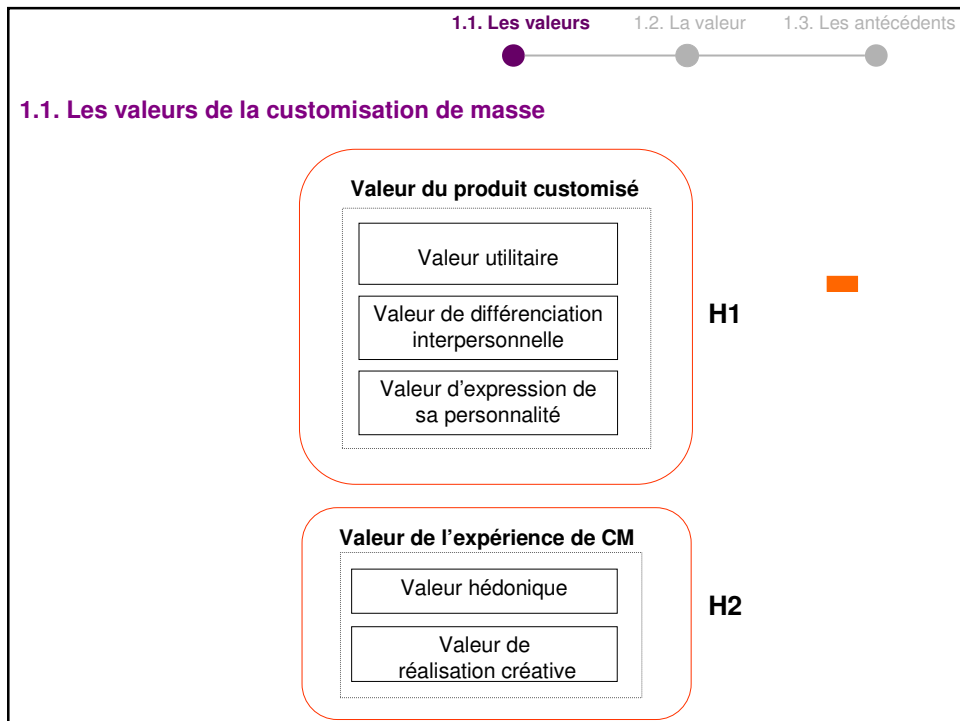 1.1. Les valeurs 1.2. La valeur 1.3. Les antécédents
1.1. Les valeurs de la customisation de masse
Valeur du produit customisé
Valeur utilitaire
Valeur de différenciation
interpersonnelle
Valeur d’expression de
sa personnalité
H1
Valeur de l’expérience de CM
Valeur hédonique
Valeur de
réalisation créative
H2